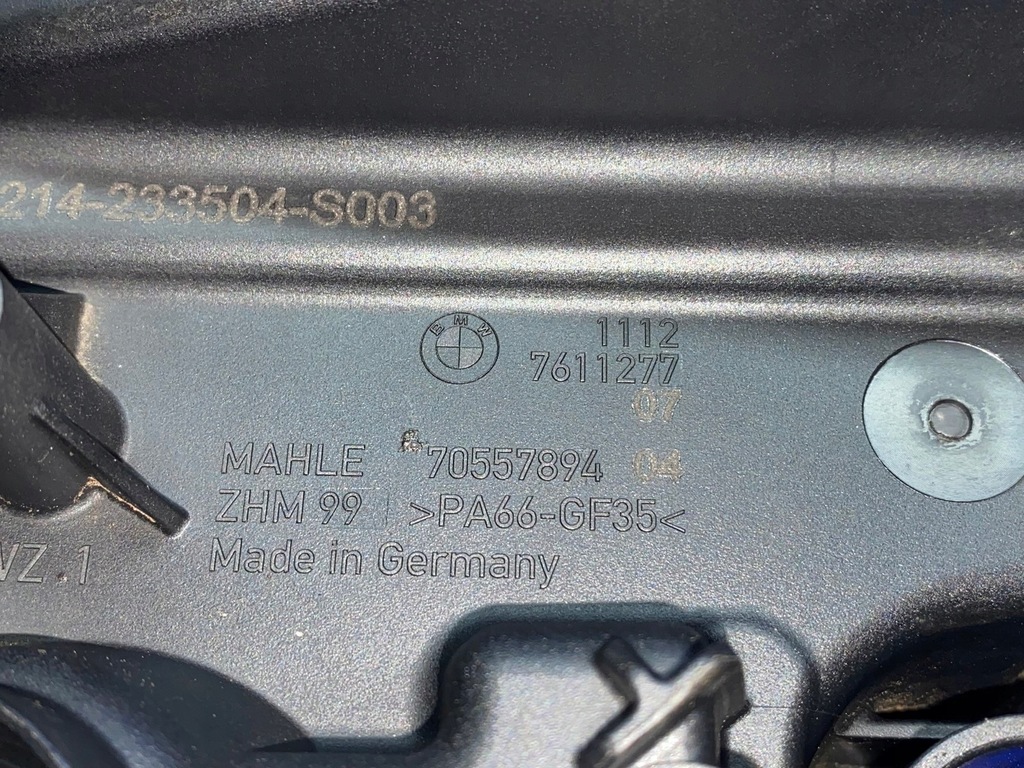 214-233504-S003
BMW
1112
7611277
07
MAHLE 70557894 04
ZHM 99 >PA66-GF35<
Made in Germany
WZ.1